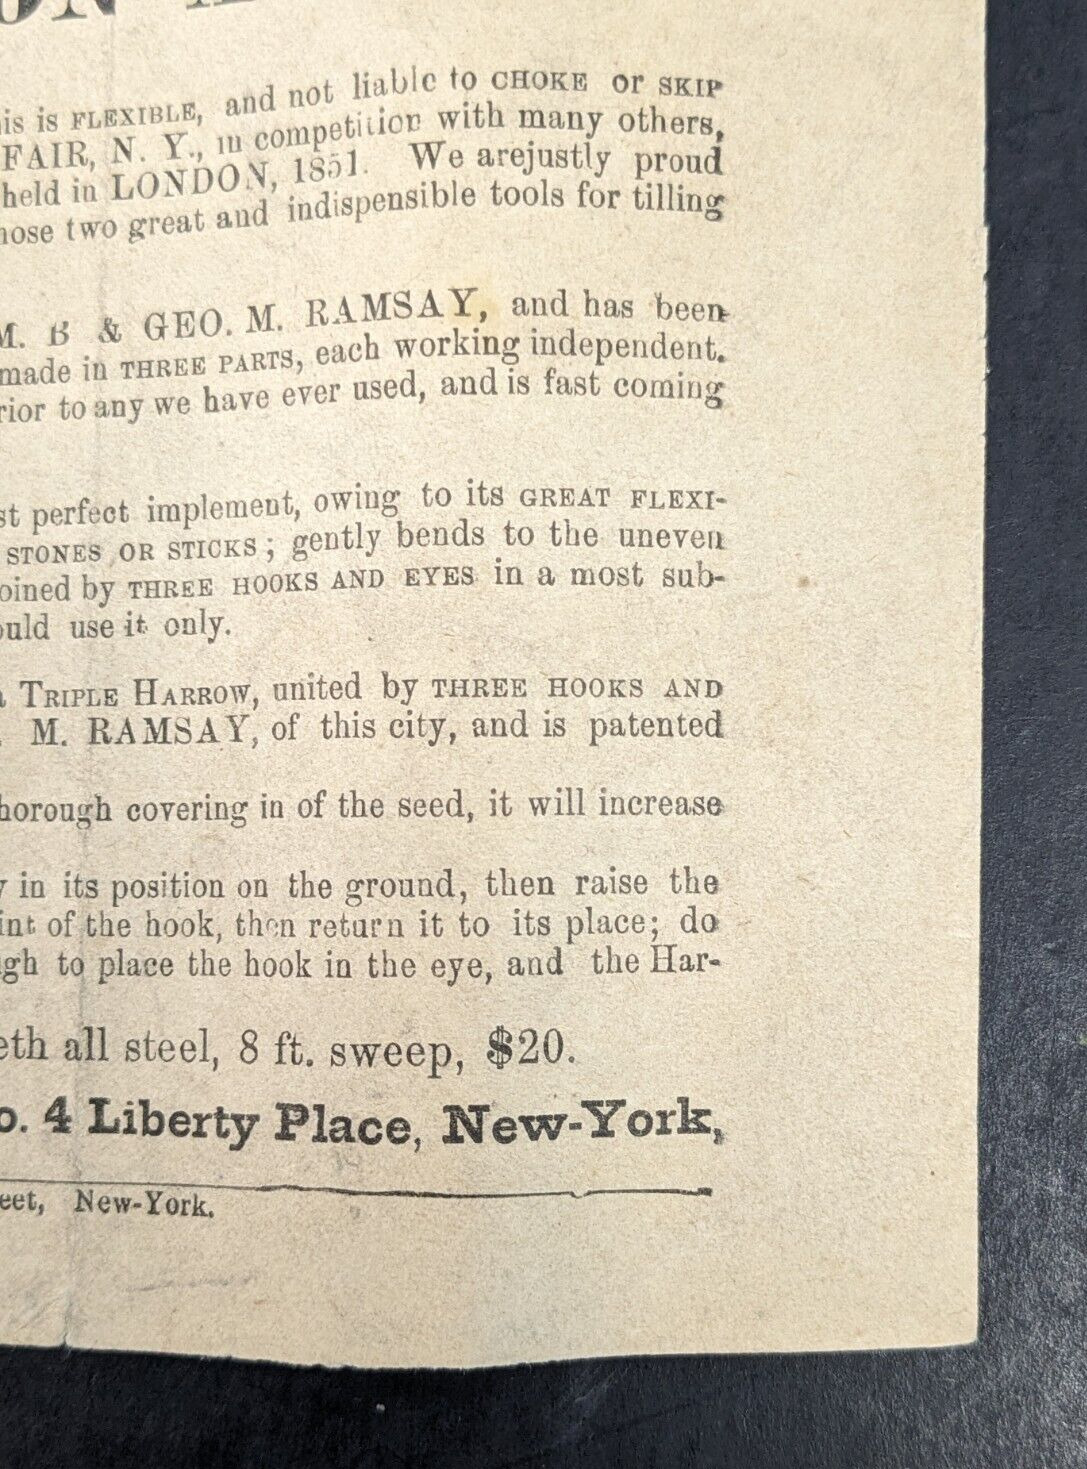 ON
is is FLEXIBLE, and not liable to CHOKE or SKIP
FAIR, N. Y., in competition with many others,
held in LONDON, 1851. We arejustly proud
hose two great and indispensible tools for tilling
M. B & GEO. M. RAMSAY, and has been
made in THREE PARTS, each working independent.
rior to any we have ever used, and is fast coming
st perfect implement, owing to its GREAT FLEXI-
STONES OR STICKS; gently bends to the uneven
oined by THREE HOOKS AND EYES in a most sub-
ould use it only.
TRIPLE HARROW, united by THREE HOOKS AND
. M. RAMSAY, of this city, and is patented
horough covering in of the seed, it will increase
y in its position on the ground, then raise the
int of the hook, then return it to its place; do
gh to place the hook in the eye, and the Har-
eth all steel, 8 ft. sweep, $20.
o. 4 Liberty Place, New-York,
eet, New-York.